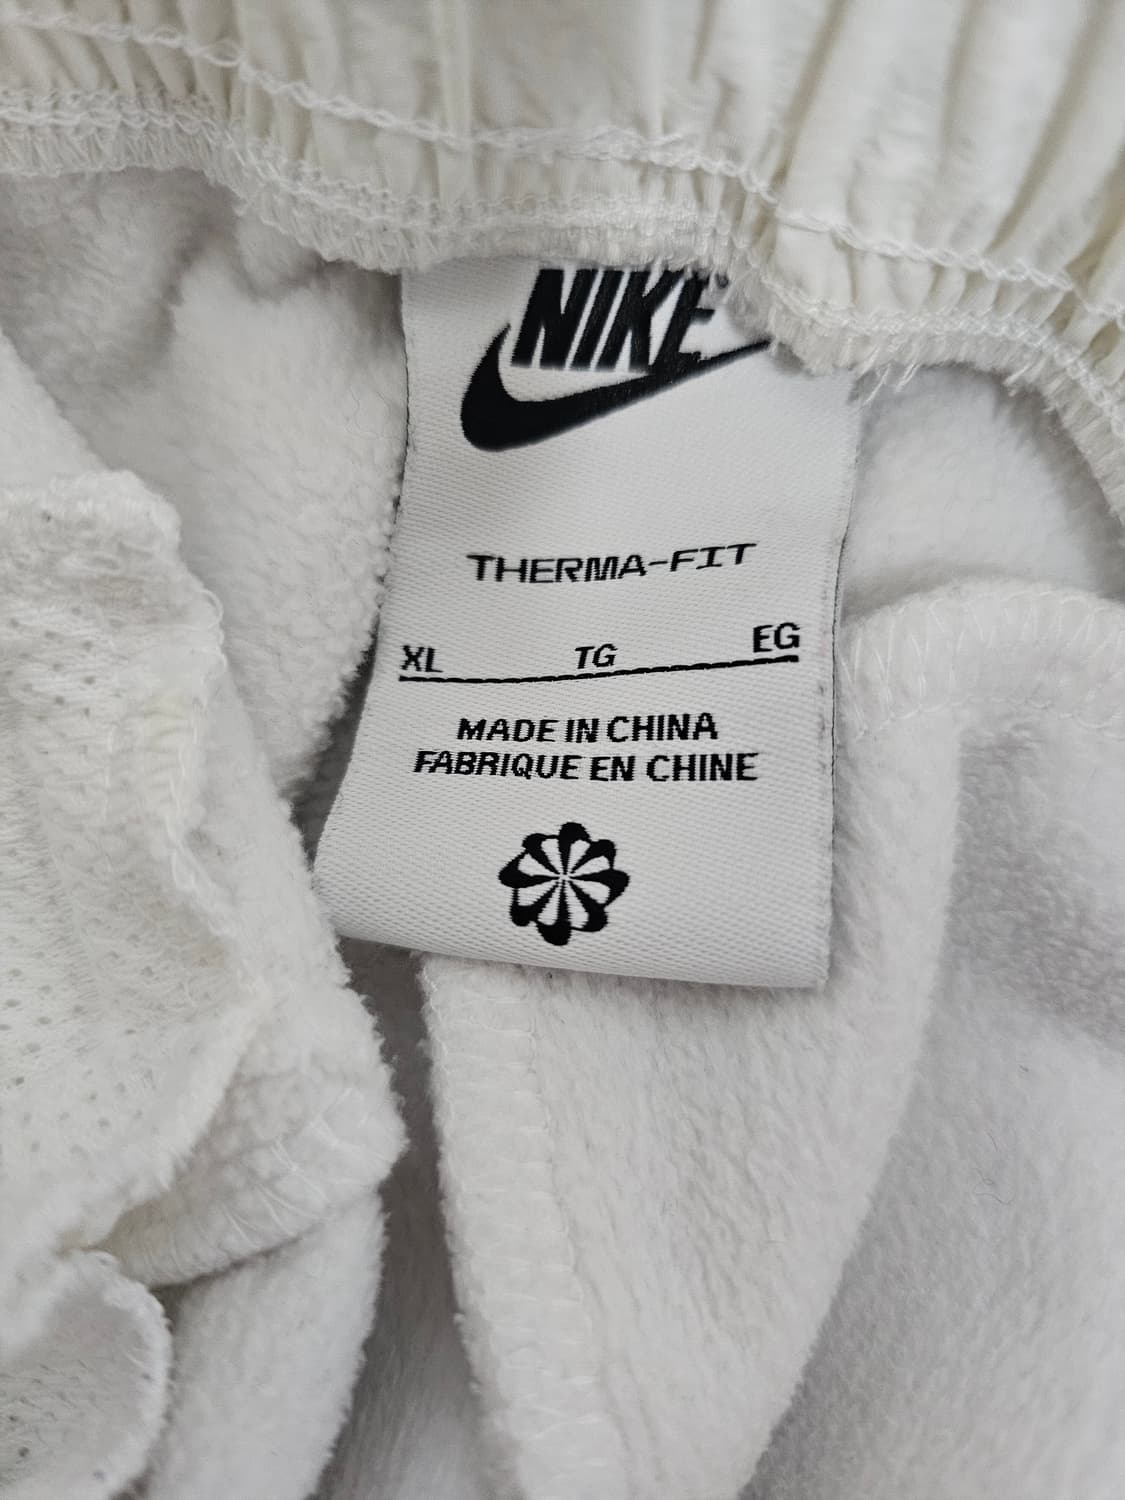 NIKE
THERMA-FIT
XL TG EG
MADE IN CHINA
FABRIQUE EN CHINE